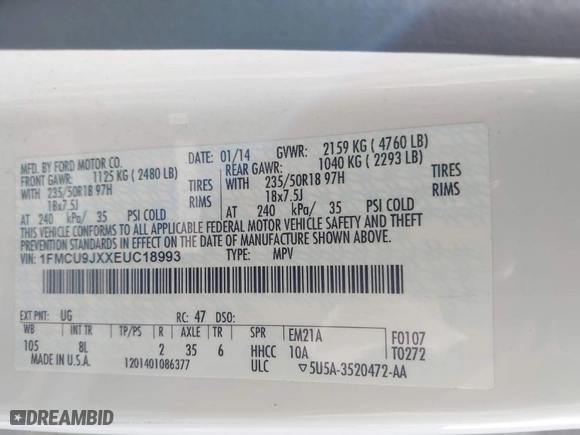 MFD. BY FORD MOTOR CO. DATE: 01/14 GVWR: 2159 KG ( 4760 LB)
FRONT GAWR: 1125 KG ( 2480 LB) REAR GAWR: 1040 KG ( 2293 LB)
WITH 235/50R18 97H TIRES WITH 235/50R18 97H TIRES
18x7.5J RIMS 18x7.5J RIMS
AT 240 kPa/ 35 PSI COLD AT 240 kPa/ 35 PSI COLD
THIS VEHICLE CONFORMS TO ALL APPLICABLE FEDERAL MOTOR VEHICLE SAFETY AND THEFT
PREVENTION STANDARDS IN EFFECT ON THE DATE OF MANUFACTURE SHOWN ABOVE.
VIN: 1FMCU9JXXEUC18993 TYPE: MPV
EXT PNT: UG RC: 47 DSO:
WB INT TR TP/PS R AXLE TR SPR EM21A F0107
105 8L 2 35 6 HHCC 10A T0272
MADE IN U.S.A. 1201401086377 ULC ▽5U5A-3520472-AA
DREAMBID